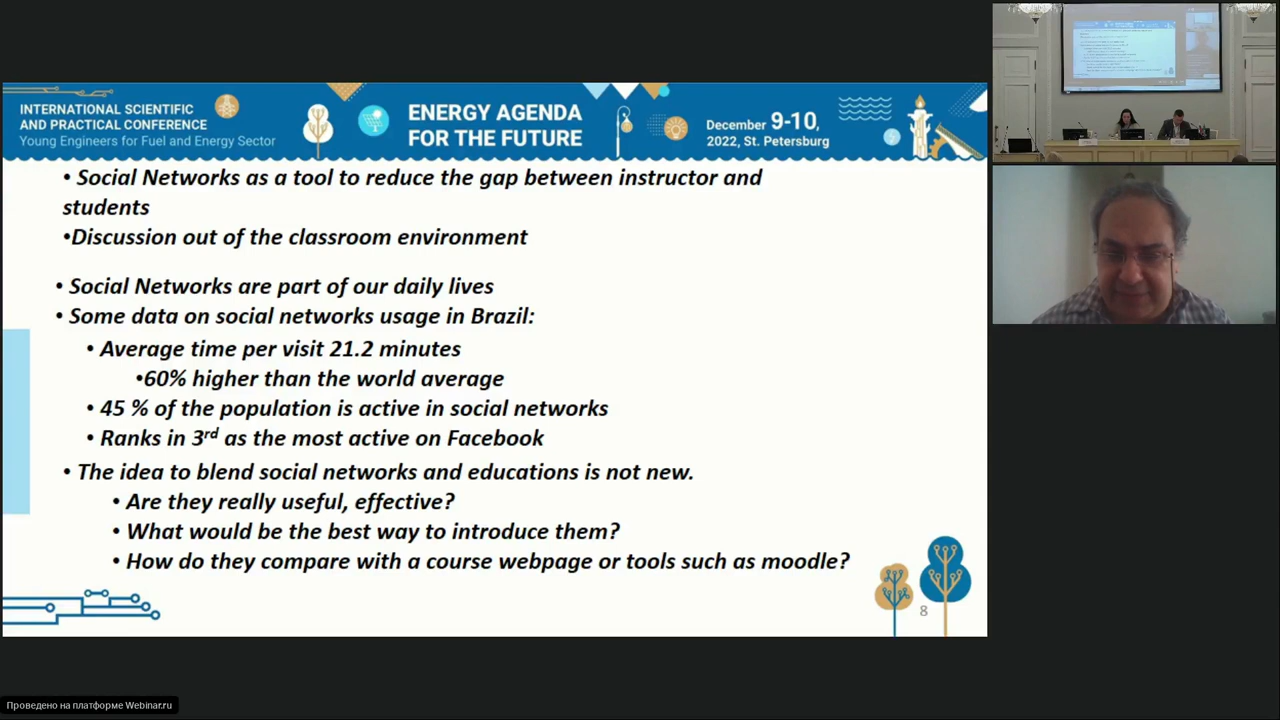 INTERNATIONAL SCIENTIFIC
AND PRACTICAL CONFERENCE
Young Engineers for Fuel and Energy Sector
ENERGY AGENDA
FOR THE FUTURE
December 9-10,
2022, St. Petersburg
• Social Networks as a tool to reduce the gap between instructor and
students
•Discussion out of the classroom environment
• Social Networks are part of our daily lives
• Some data on social networks usage in Brazil:
• Average time per visit 21.2 minutes
•60% higher than the world average
• 45 % of the population is active in social networks
• Ranks in 3rd as the most active on Facebook
• The idea to blend social networks and educations is not new.
• Are they really useful, effective?
• What would be the best way to introduce them?
• How do they compare with a course webpage or tools such as moodle?
8
Проведено на платформе Webinar.ru